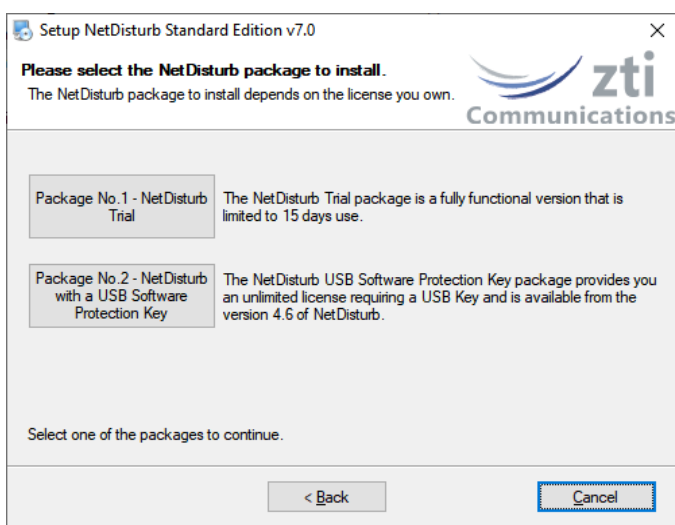 Setup NetDisturb Standard Edition v7.0
Please select the NetDisturb package to install.
The NetDisturb package to install depends on the license you own.
zti
Communications
Package No.1 - NetDisturb
Trial
The NetDisturb Trial package is a fully functional version that is
limited to 15 days use.
Package No.2 - NetDisturb
with a USB Software
Protection Key
The NetDisturb USB Software Protection Key package provides you
an unlimited license requiring a USB Key and is available from the
version 4.6 of NetDisturb.
Select one of the packages to continue.
< Back
Cancel